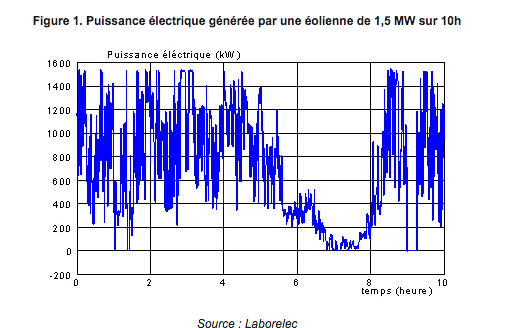 Figure 1. Puissance électrique générée par une éolienne de 1,5 MW sur 10h
Puissance éléctrique (kW)
1600
1400
1200
1000
800
600
400
200
0
-200
0 2 4 6 8 10
temps (heure)
Source : Laborelec